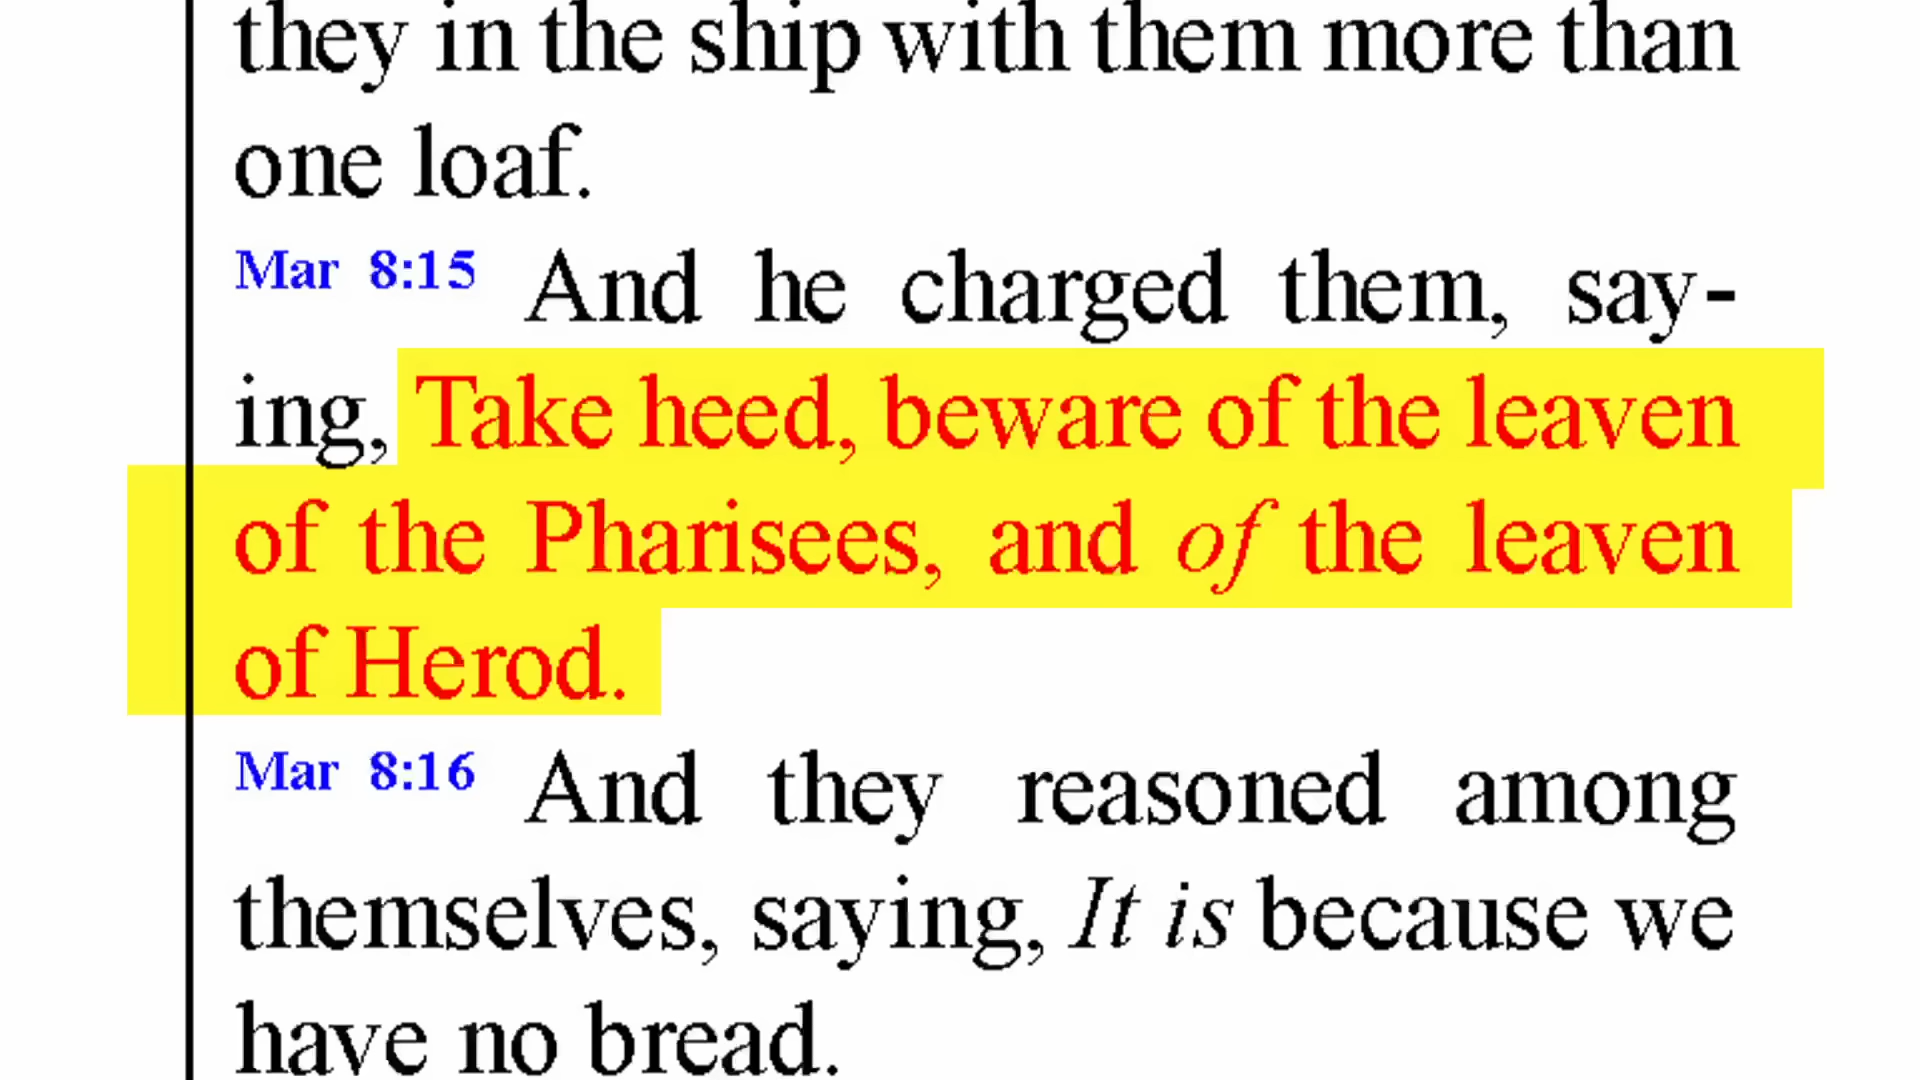 they in the ship with them more than
one loaf.
Mar 8:15 And he charged them, say-
ing, Take heed, beware of the leaven
of the Pharisees, and of the leaven
of Herod.
Mar 8:16 And they reasoned among
themselves, saying, It is because we
have no bread.